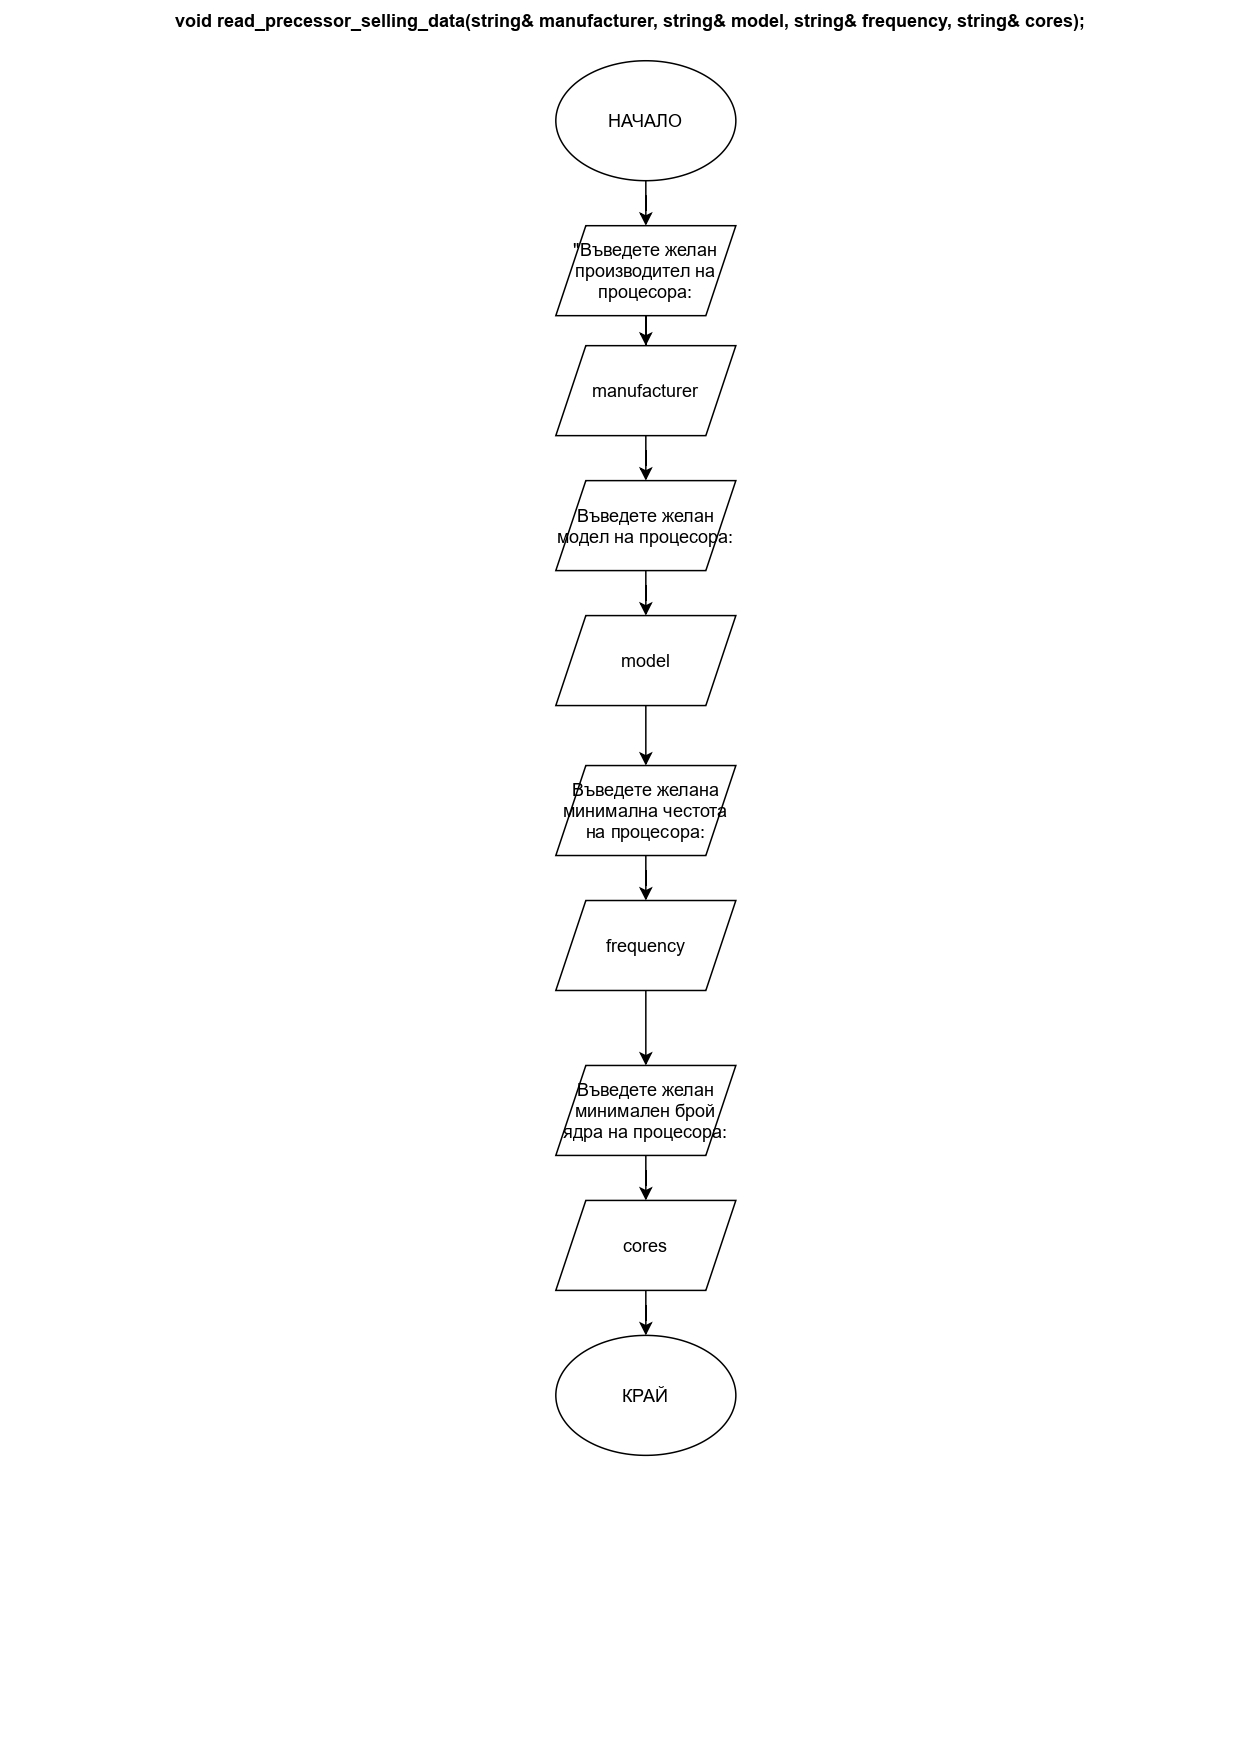 void read_precessor_selling_data(string& manufacturer, string& model, string& frequency, string& cores);
НАЧАЛО
"Въведете желан
производител на
процесора:
manufacturer
Въведете желан
модел на процесора:
model
Въведете желана
минимална честота
на процесора:
frequency
Въведете желан
минимален брой
ядра на процесора:
cores
КРАЙ